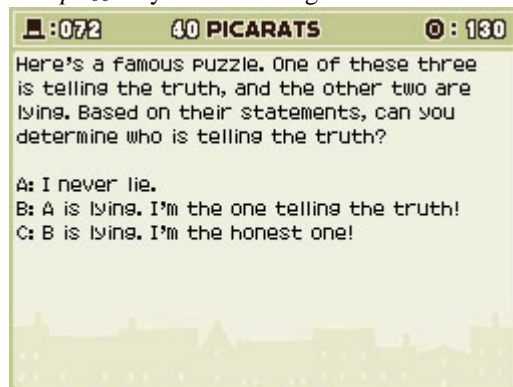 :072 40 PICARATS : 130
Here's a famous puzzle. One of these three
is telling the truth, and the other two are
lying. Based on their statements, can you
determine who is telling the truth?
A: I never lie.
B: A is lying. I'm the one telling the truth!
C: B is lying. I'm the honest one!